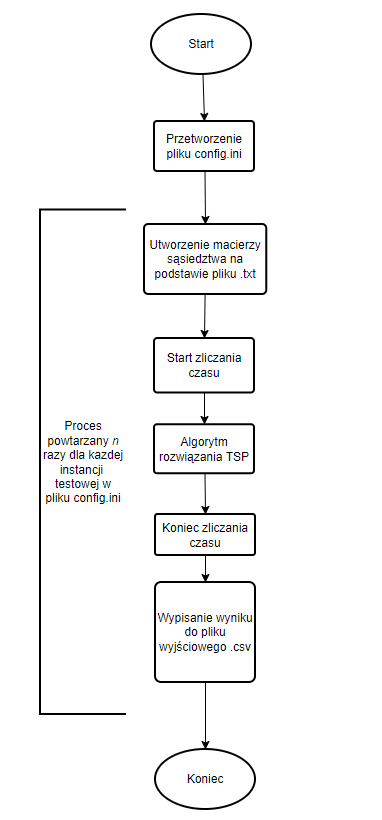 Start
Przetworzenie
pliku config.ini
Utworzenie macierzy
sąsiedztwa na
podstawie pliku .txt
Start zliczania
czasu
Proces
powtarzany n
razy dla kazdej
instancji
testowej w
pliku config.ini
Algorytm
rozwiązania TSP
Koniec zliczania
czasu
Wypisanie wyniku
do pliku
wyjściowego .csv
Koniec